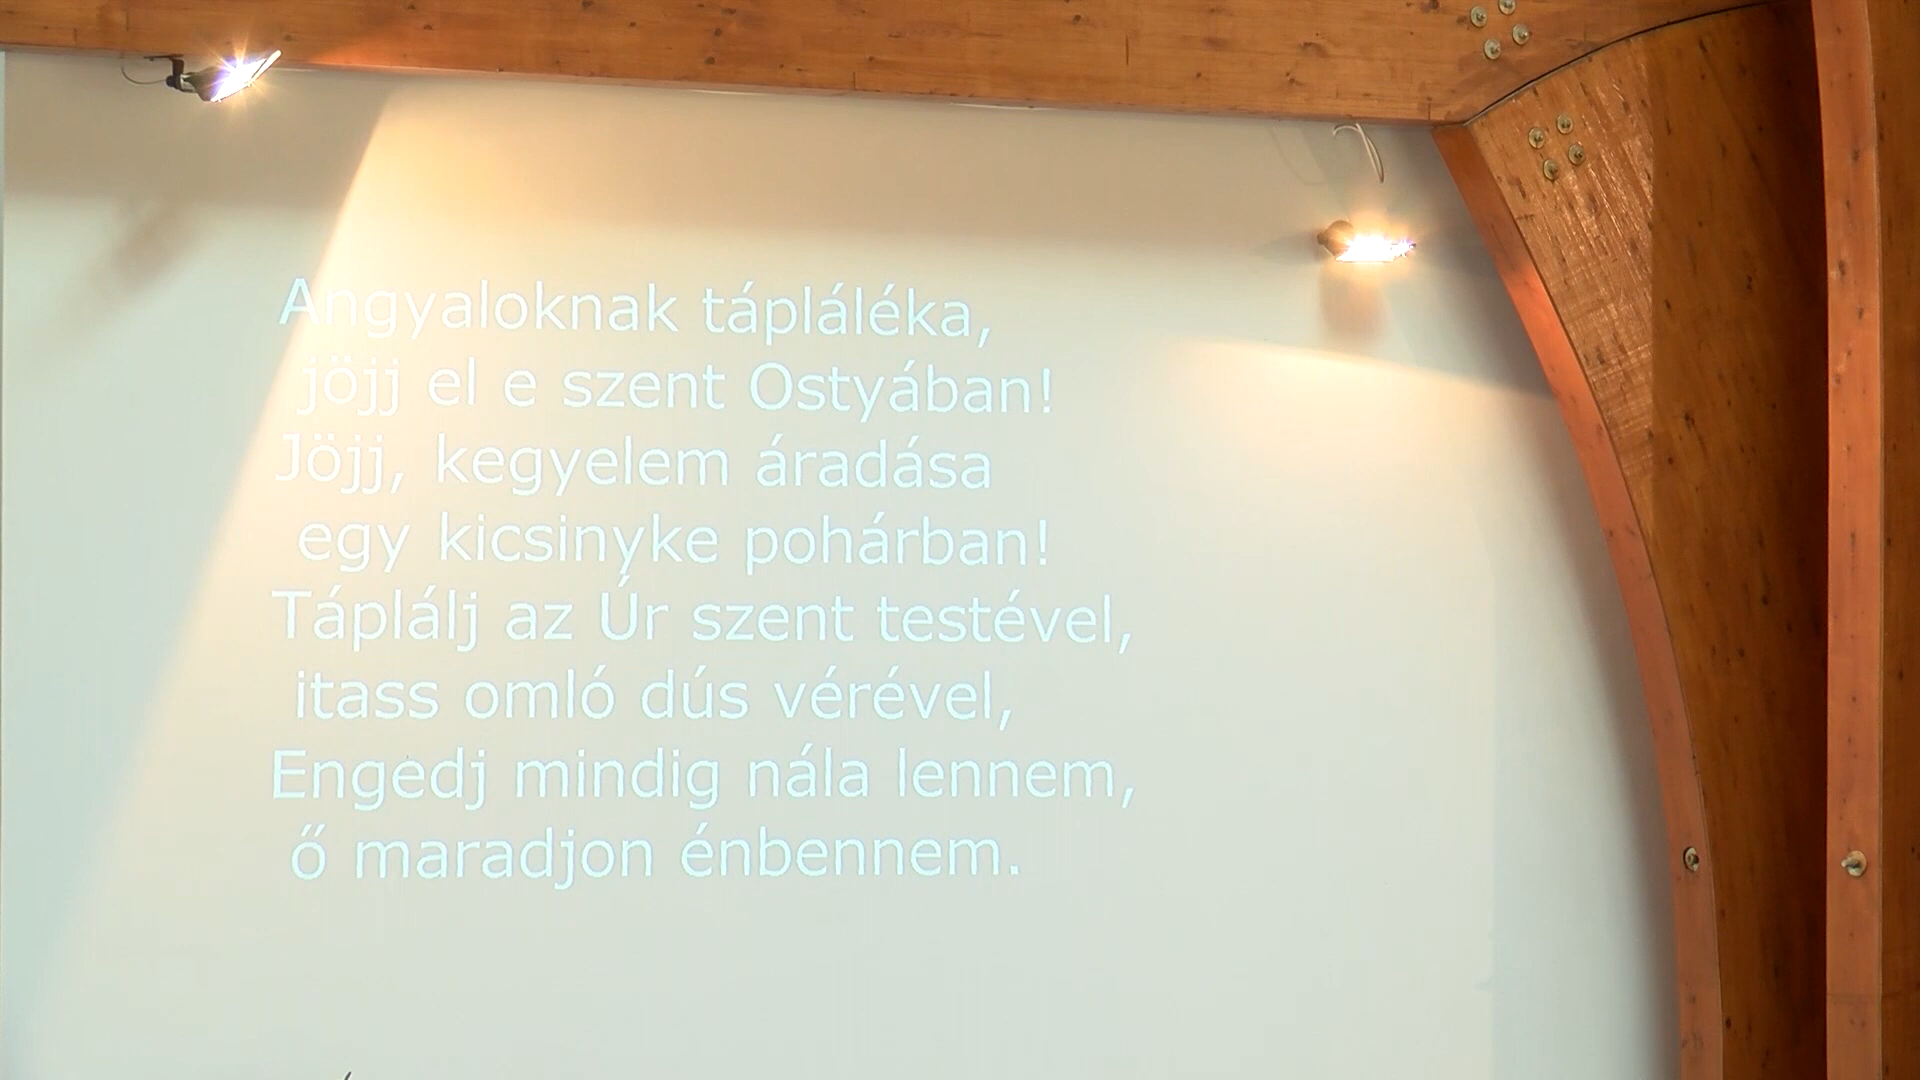 Angyaloknak tápláléka,
jöjj el e szent Ostyában!
Jöjj, kegyelem áradása
egy kicsinyke pohárban!
Táplálj az Úr szent testével,
itass omló dús vérével,
Engedj mindig nála lennem,
ő maradjon énbennem.